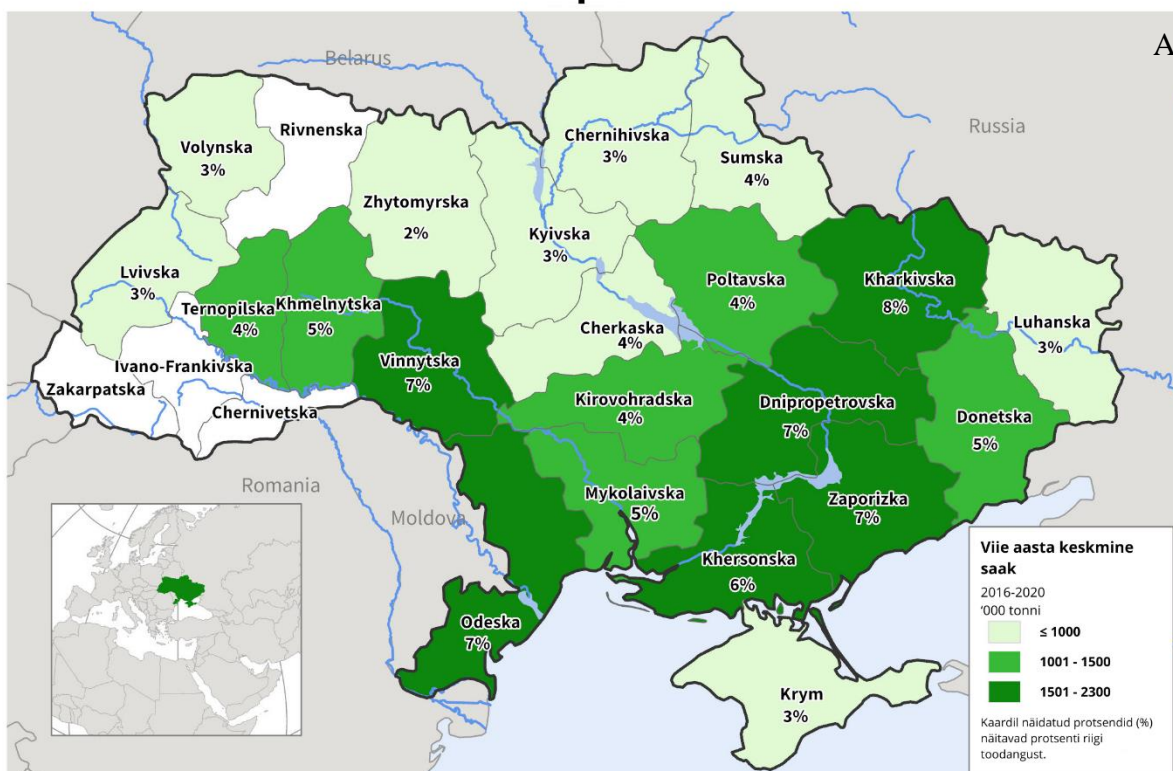 A
Belarus
Russia
Rivnenska
Volynska
3%
Chernihivska
3%
Sumska
4%
Zhytomyrska
2%
Kyivska
3%
Lvivska
3%
Ternopilska
4%
Khmelnytska
5%
Poltavska
4%
Kharkivska
8%
Luhanska
3%
Cherkaska
4%
Vinnytska
7%
Ivano-Frankivska
Zakarpatska
Chernivetska
Kirovohradska
4%
Dnipropetrovska
7%
Donetska
5%
Romania
Moldova
Mykolaivska
5%
Zaporizka
7%
Khersonska
6%
Odeska
7%
Krym
3%
Viie aasta keskmine
saak
2016-2020
‘000 tonni
≤ 1000
1001 - 1500
1501 - 2300
Kaardil näidatud protsendid (%)
näitavad protsenti riigi
toodangust.